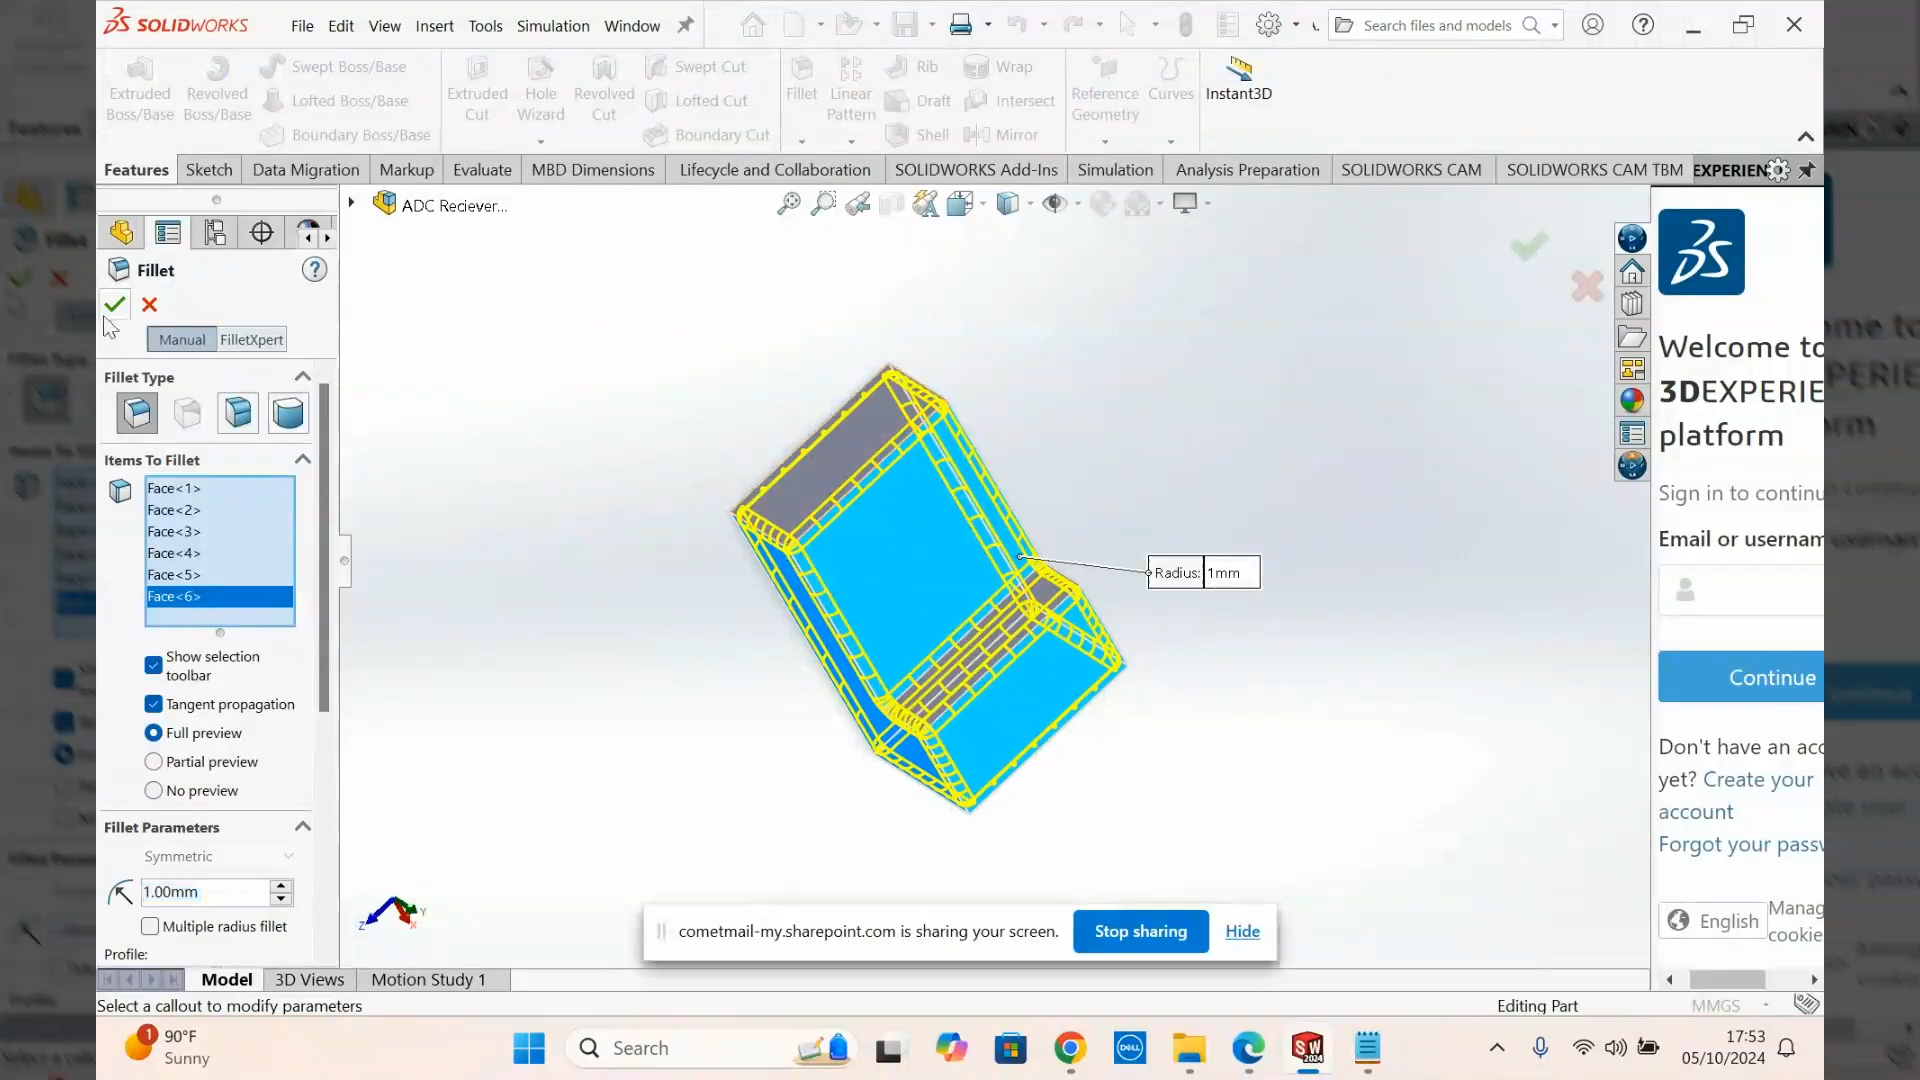 SOLIDWORKS
File Edit View Insert Tools Simulation Window
Search files and models
Extruded Boss/Base
Revolved Boss/Base
Swept Boss/Base
Lofted Boss/Base
Boundary Boss/Base
Extruded Cut
Hole Wizard
Revolved Cut
Swept Cut
Lofted Cut
Boundary Cut
Fillet
Linear Pattern
Rib
Draft
Shell
Wrap
Intersect
Mirror
Reference Geometry
Curves
Instant3D
Features Sketch Data Migration Markup Evaluate MBD Dimensions Lifecycle and Collaboration SOLIDWORKS Add-Ins Simulation Analysis Preparation SOLIDWORKS CAM SOLIDWORKS CAM TBM EXPERIEN
ADC Reciever...
Fillet
Manual FilletXpert
Fillet Type
Items To Fillet
Face<1>
Face<2>
Face<3>
Face<4>
Face<5>
Face<6>
Show selection
toolbar
Tangent propagation
Full preview
Partial preview
No preview
Fillet Parameters
Symmetric
1.00mm
Multiple radius fillet
Profile:
Radius: 1mm
Z
Y
X
Welcome to
3DEXPERIE
platform
Sign in to continu
Email or usernam
Continue
Don't have an acc
yet? Create your
account
Forgot your passw
English
Manag
cookie
cometmail-my.sharepoint.com is sharing your screen. Stop sharing Hide
Model 3D Views Motion Study 1
Select a callout to modify parameters
Editing Part
MMGS
1
90°F
Sunny
Search
DELL
SW
2024
17:53
05/10/2024